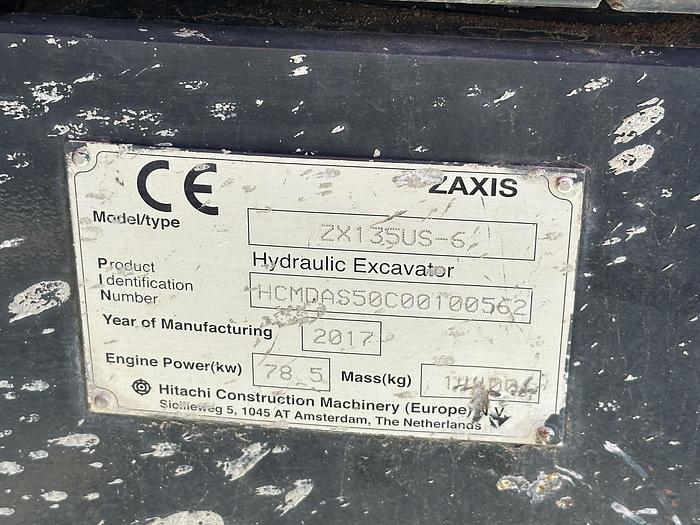 CE
ZAXIS
Model/type
ZX135US-6
Hydraulic Excavator
Product
Identification
Number
HCMDAS50C00100562
Year of Manufacturing
2017
Engine Power(kw)
78.5
Mass(kg)
Hitachi Construction Machinery (Europe) N.V.
Siciliëweg 5, 1045 AT Amsterdam, The Netherlands